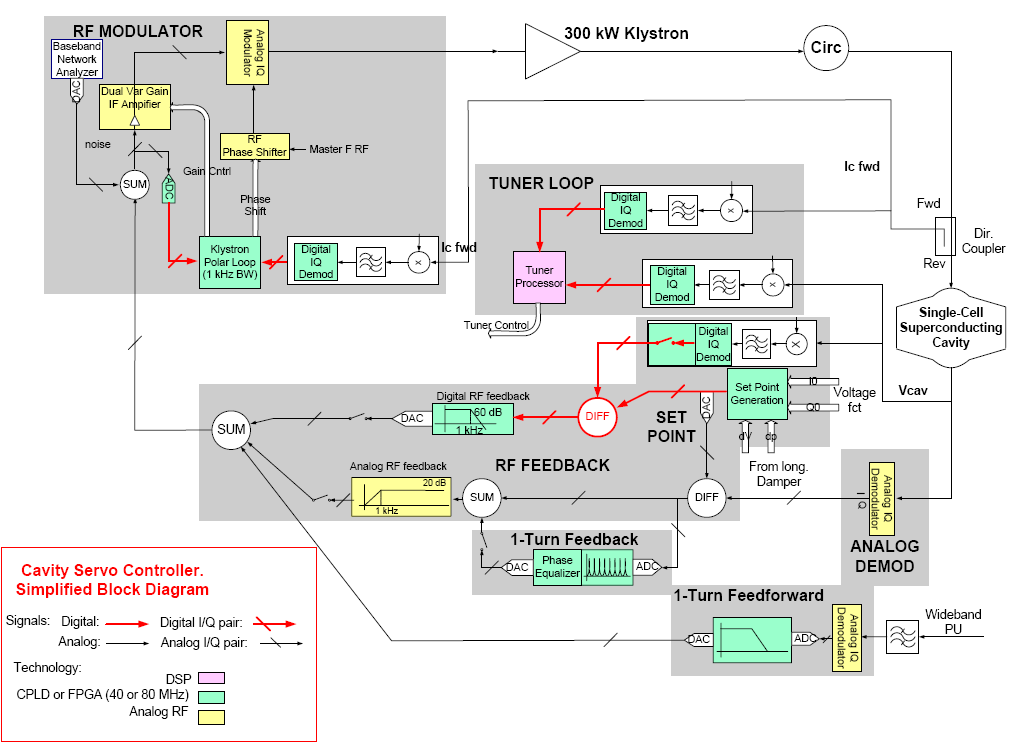 RF MODULATOR
Baseband
Network
Analyzer
DAC
Dual Var Gain
IF Ampifier
Analog IQ
Modulator
300 kW Klystron
Circ
noise
RF
Phase Shifter
Master F RF
SUM
ADC
Gain Cntrl
Phase
Shift
Klystron
Polar Loop
(1 kHz BW)
Digital
IQ
Demod
X
Ic fwd
TUNER LOOP
Digital
IQ
Demod
X
Ic fwd
Fwd
Dir.
Coupler
Rev
Tuner
Processor
Digital
IQ
Demod
X
Tuner Control
Single-Cell
Superconducting
Cavity
Digital
IQ
Demod
X
Set Point
Generation
I0
Q0
Voltage
fct
Vcav
DAC
dV
dp
From long.
Damper
SET
POINT
Digital RF feedback
DAC
60 dB
1 kHz
DIFF
SUM
RF FEEDBACK
Analog RF feedback
20 dB
1 kHz
SUM
DIFF
I Q
Analog IQ
Demodulator
ANALOG
DEMOD
1-Turn Feedback
DAC
Phase
Equalizer
ADC
1-Turn Feedforward
DAC
ADC
Analog IQ
Demodulator
Wideband
PU
Cavity Servo Controller.
Simplified Block Diagram
Signals: Digital: Digital I/Q pair:
Analog: Analog I/Q pair:
Technology:
DSP
CPLD or FPGA (40 or 80 MHz)
Analog RF